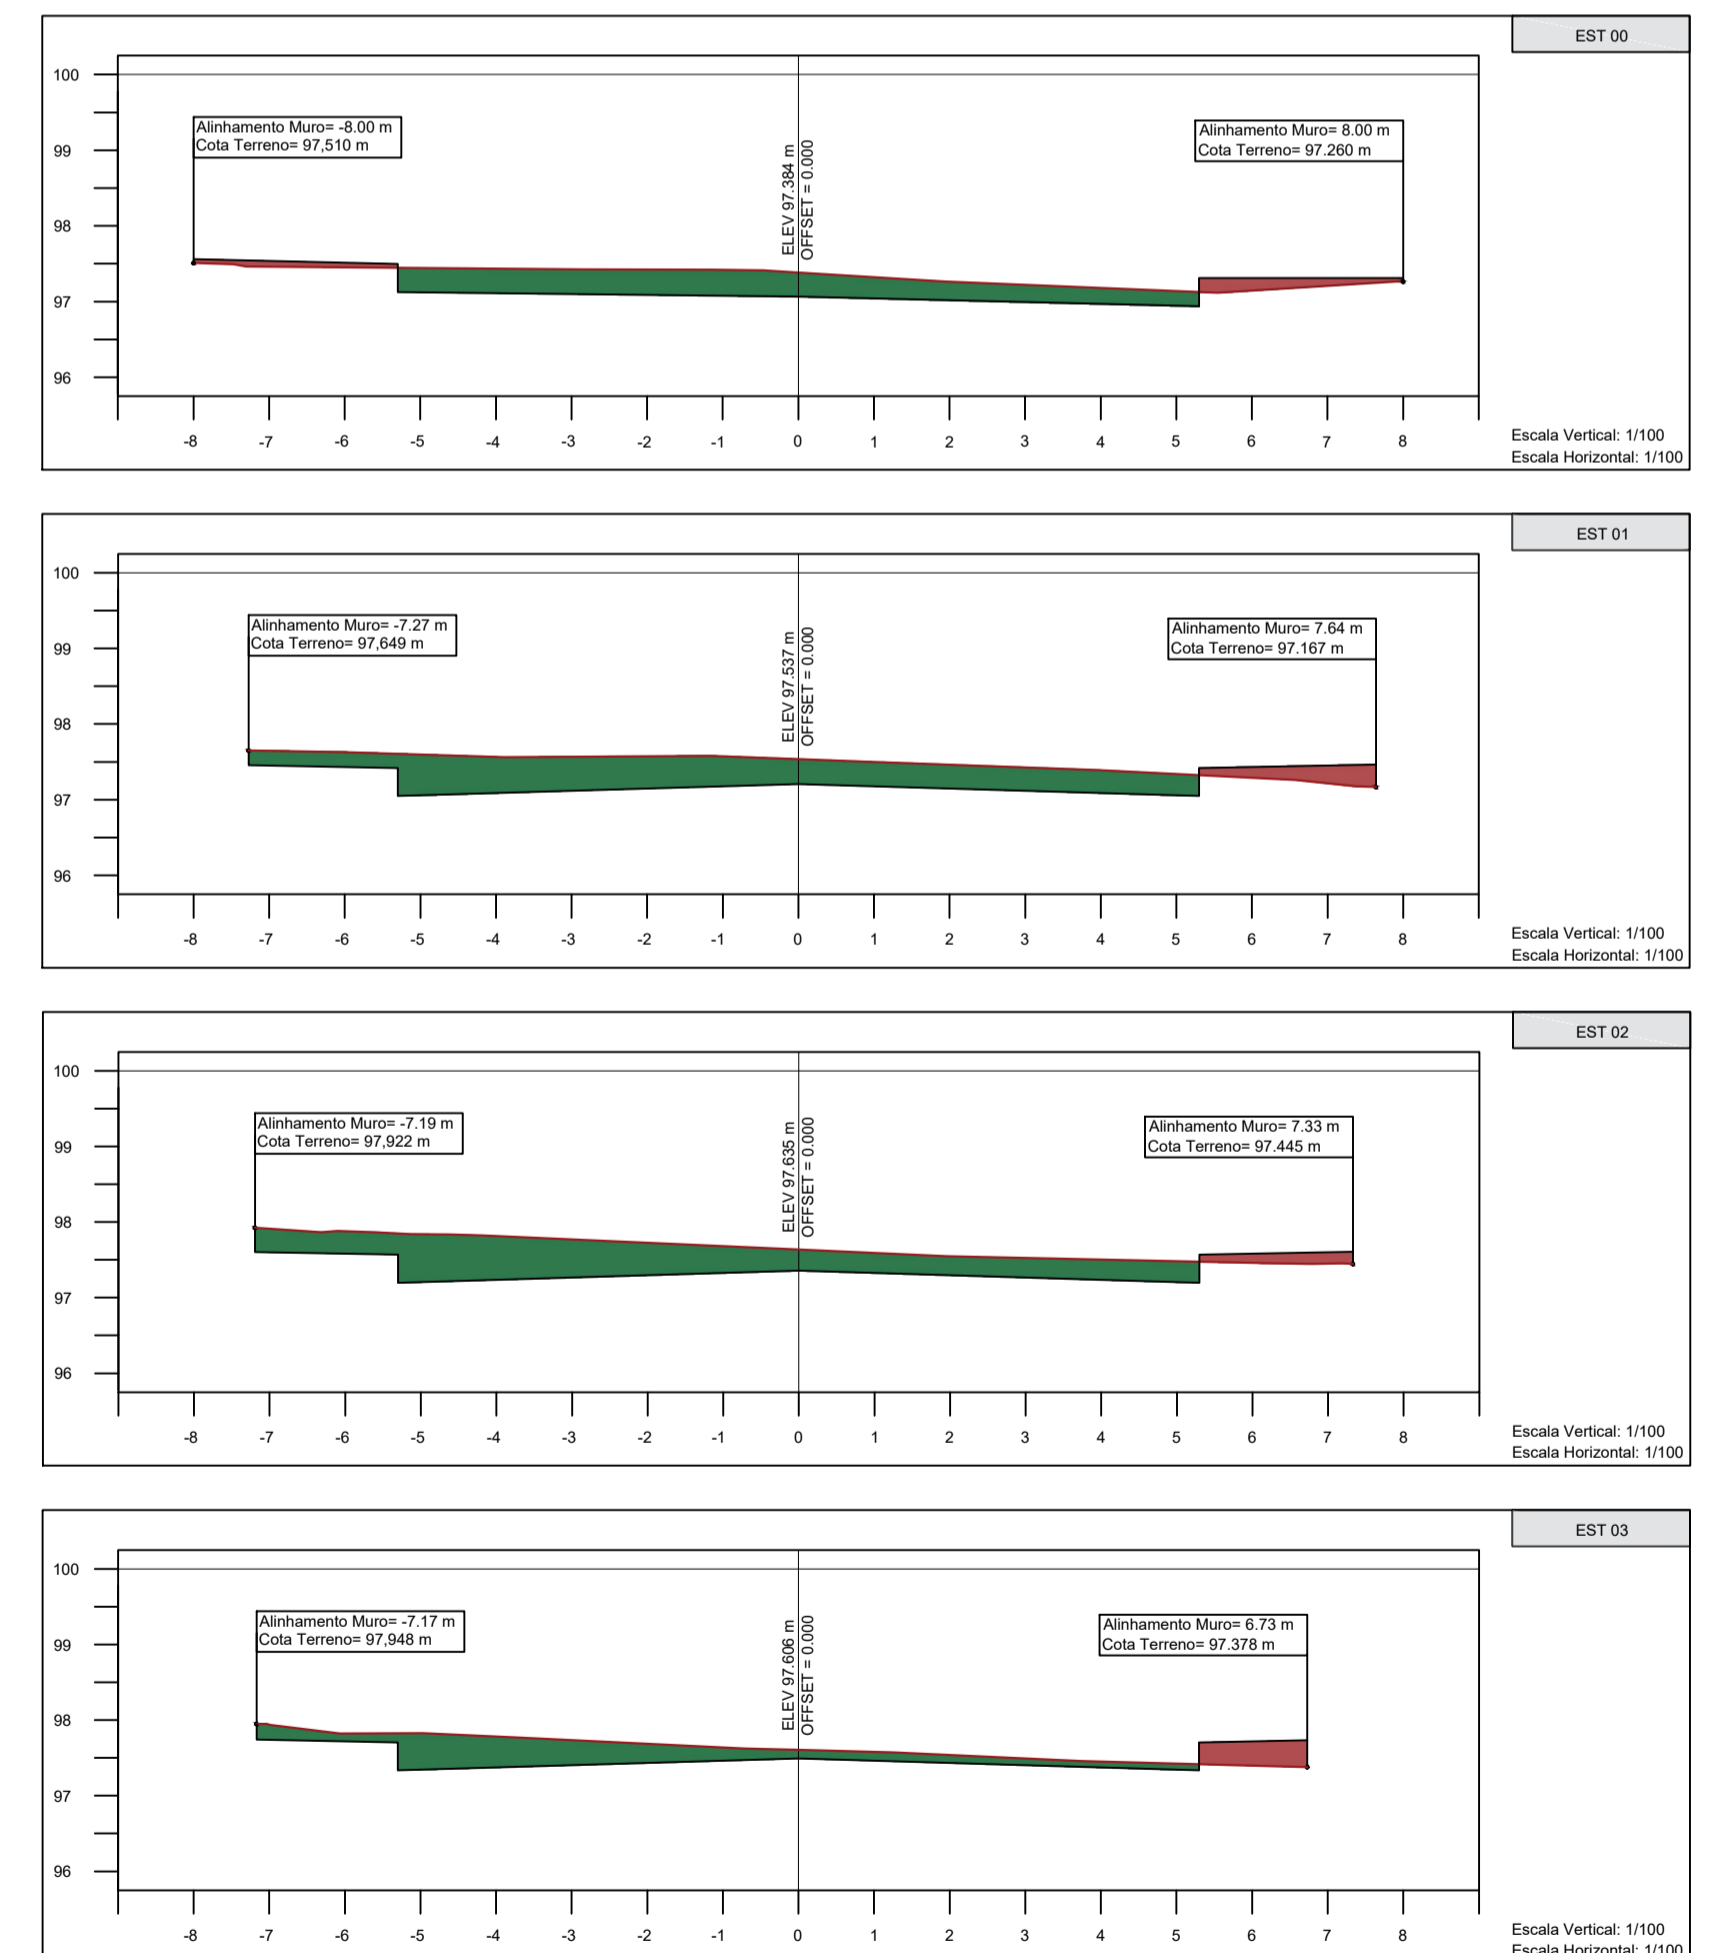 EST 00
100
99
98
97
96
Alinhamento Muro= -8.00 m
Cota Terreno= 97,510 m
ELEV 97.384 m
OFFSET = 0.000
Alinhamento Muro= 8.00 m
Cota Terreno= 97.260 m
-8 -7 -6 -5 -4 -3 -2 -1 0 1 2 3 4 5 6 7 8
Escala Vertical: 1/100
Escala Horizontal: 1/100
EST 01
100
99
98
97
96
Alinhamento Muro= -7.27 m
Cota Terreno= 97,649 m
ELEV 97.537 m
OFFSET = 0.000
Alinhamento Muro= 7.64 m
Cota Terreno= 97.167 m
-8 -7 -6 -5 -4 -3 -2 -1 0 1 2 3 4 5 6 7 8
Escala Vertical: 1/100
Escala Horizontal: 1/100
EST 02
100
99
98
97
96
Alinhamento Muro= -7.19 m
Cota Terreno= 97,922 m
ELEV 97.635 m
OFFSET = 0.000
Alinhamento Muro= 7.33 m
Cota Terreno= 97.445 m
-8 -7 -6 -5 -4 -3 -2 -1 0 1 2 3 4 5 6 7 8
Escala Vertical: 1/100
Escala Horizontal: 1/100
EST 03
100
99
98
97
96
Alinhamento Muro= -7.17 m
Cota Terreno= 97,948 m
ELEV 97.606 m
OFFSET = 0.000
Alinhamento Muro= 6.73 m
Cota Terreno= 97.378 m
-8 -7 -6 -5 -4 -3 -2 -1 0 1 2 3 4 5 6 7 8
Escala Vertical: 1/100
Escala Horizontal: 1/100